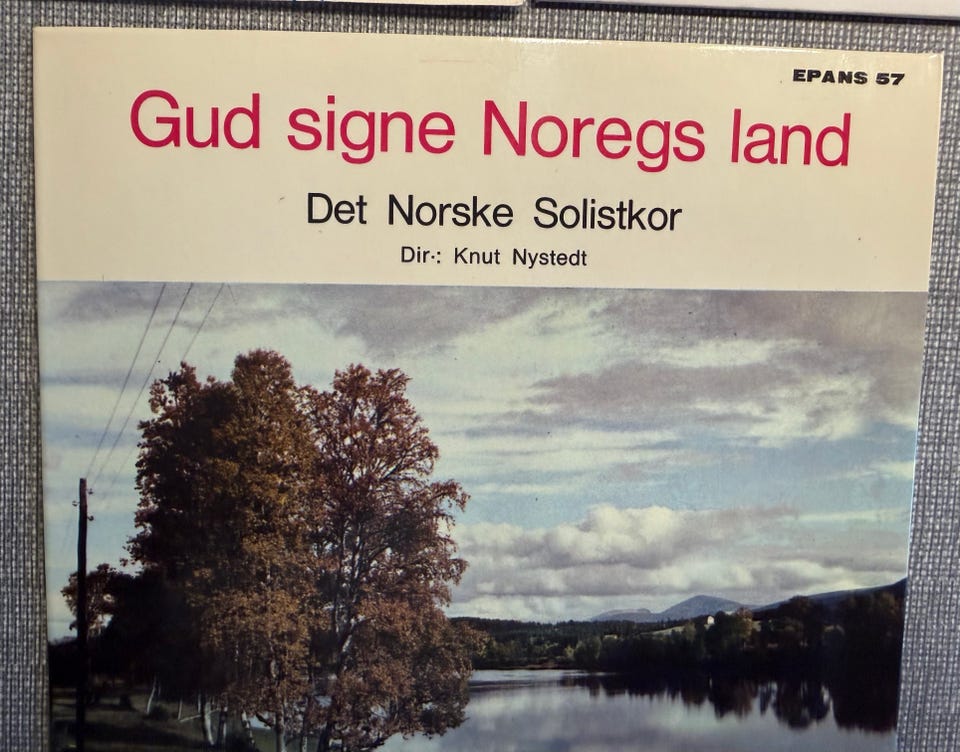 EPANS 57
Gud signe Noregs land
Det Norske Solistkor
Dir.: Knut Nystedt